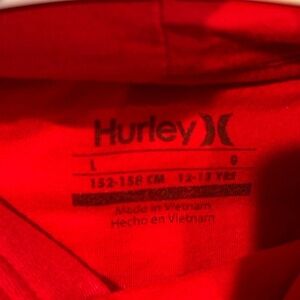 Hurley
L G
152-158 CM 12-13 YRS
Made in Vietnam
Hecho en Vietnam